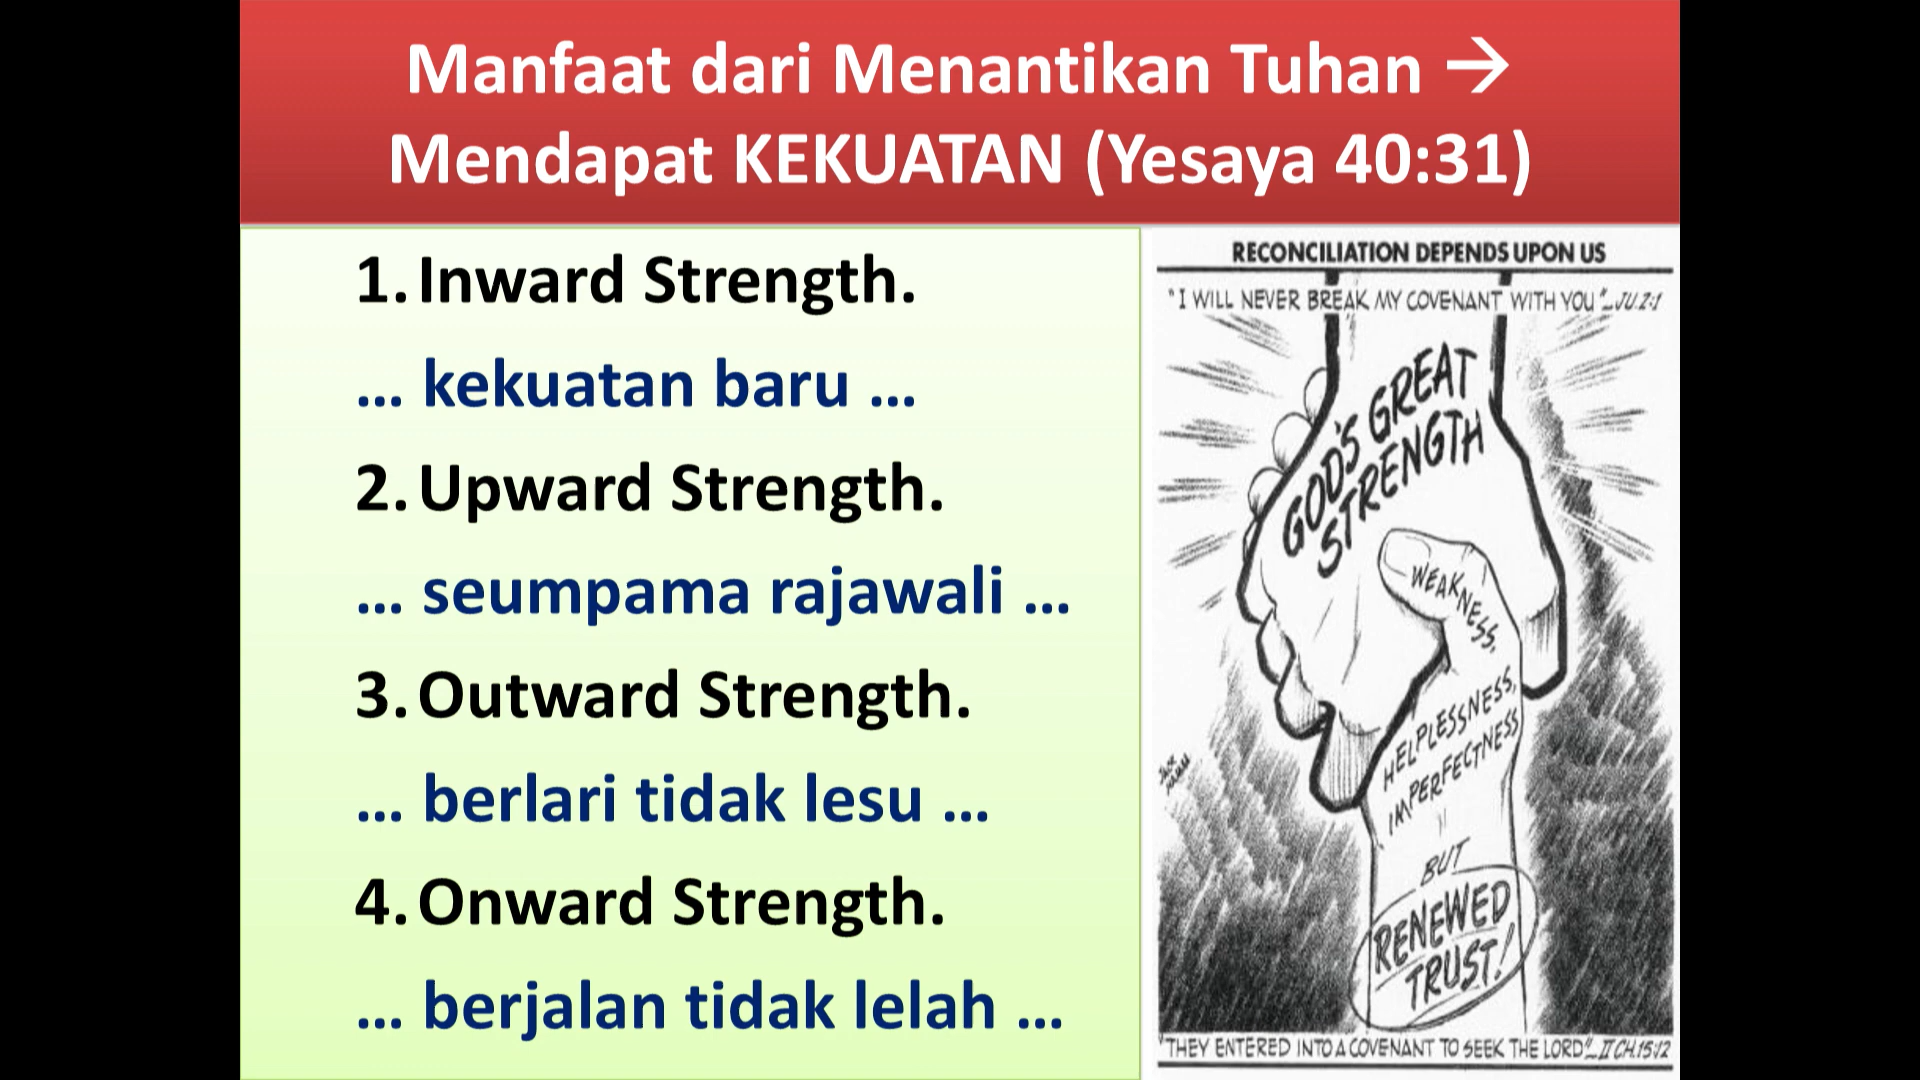 Manfaat dari Menantikan Tuhan →
Mendapat KEKUATAN (Yesaya 40:31)
1. Inward Strength.
... kekuatan baru ...
2. Upward Strength.
... seumpama rajawali ...
3. Outward Strength.
... berlari tidak lesu ...
4. Onward Strength.
... berjalan tidak lelah ...
RECONCILIATION DEPENDS UPON US
"I WILL NEVER BREAK MY COVENANT WITH YOU" - JU. 2:1
GOD'S GREAT
STRENGTH
WEAKNESS,
HELPLESSNESS,
IMPERFECTNESS
BUT
RENEWED
TRUST!
"THEY ENTERED INTO A COVENANT TO SEEK THE LORD" - II CH. 15:12